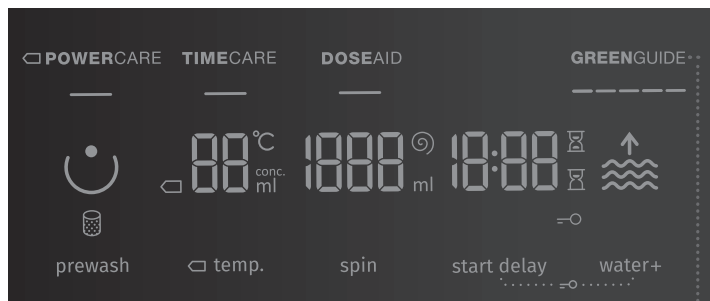 POWERCARE TIMECARE DOSEAID GREENGUIDE
88 °C conc. ml 1888 ml 18:88
prewash temp. spin start delay water+